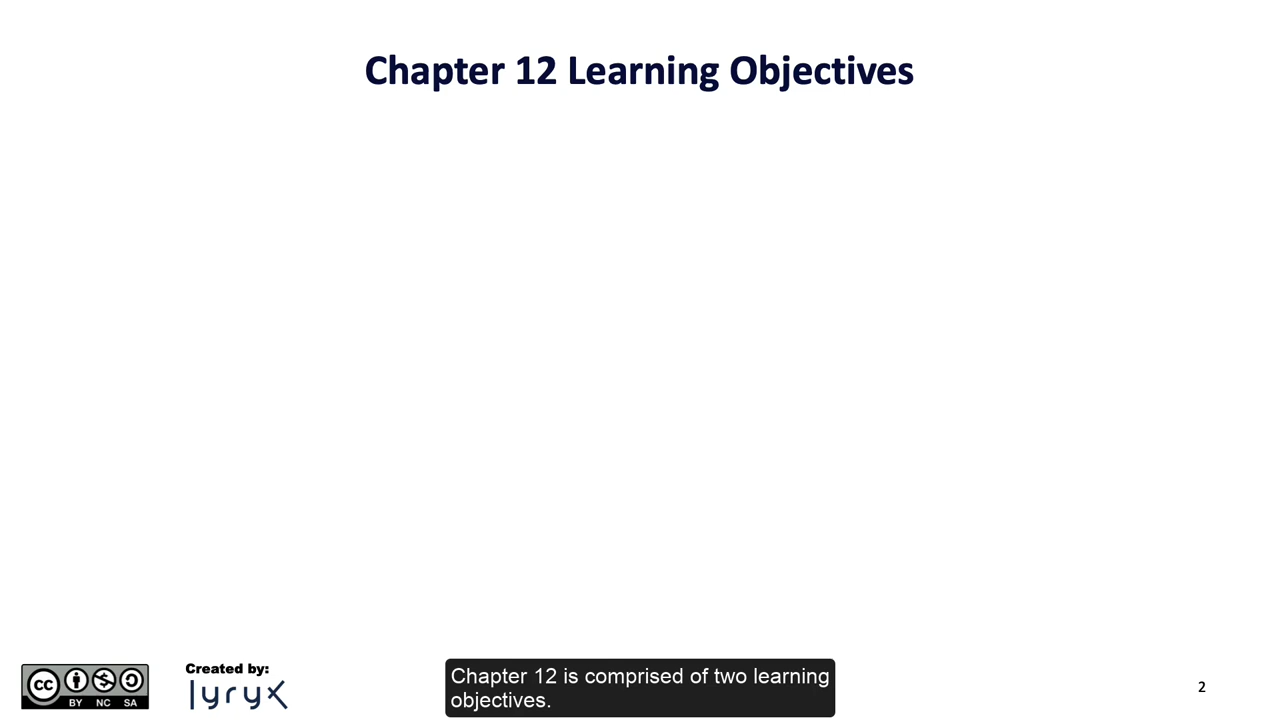 Chapter 12 Learning Objectives
cc
BY NC SA
Created by:
lyryx
Chapter 12 is comprised of two learning
objectives.
2